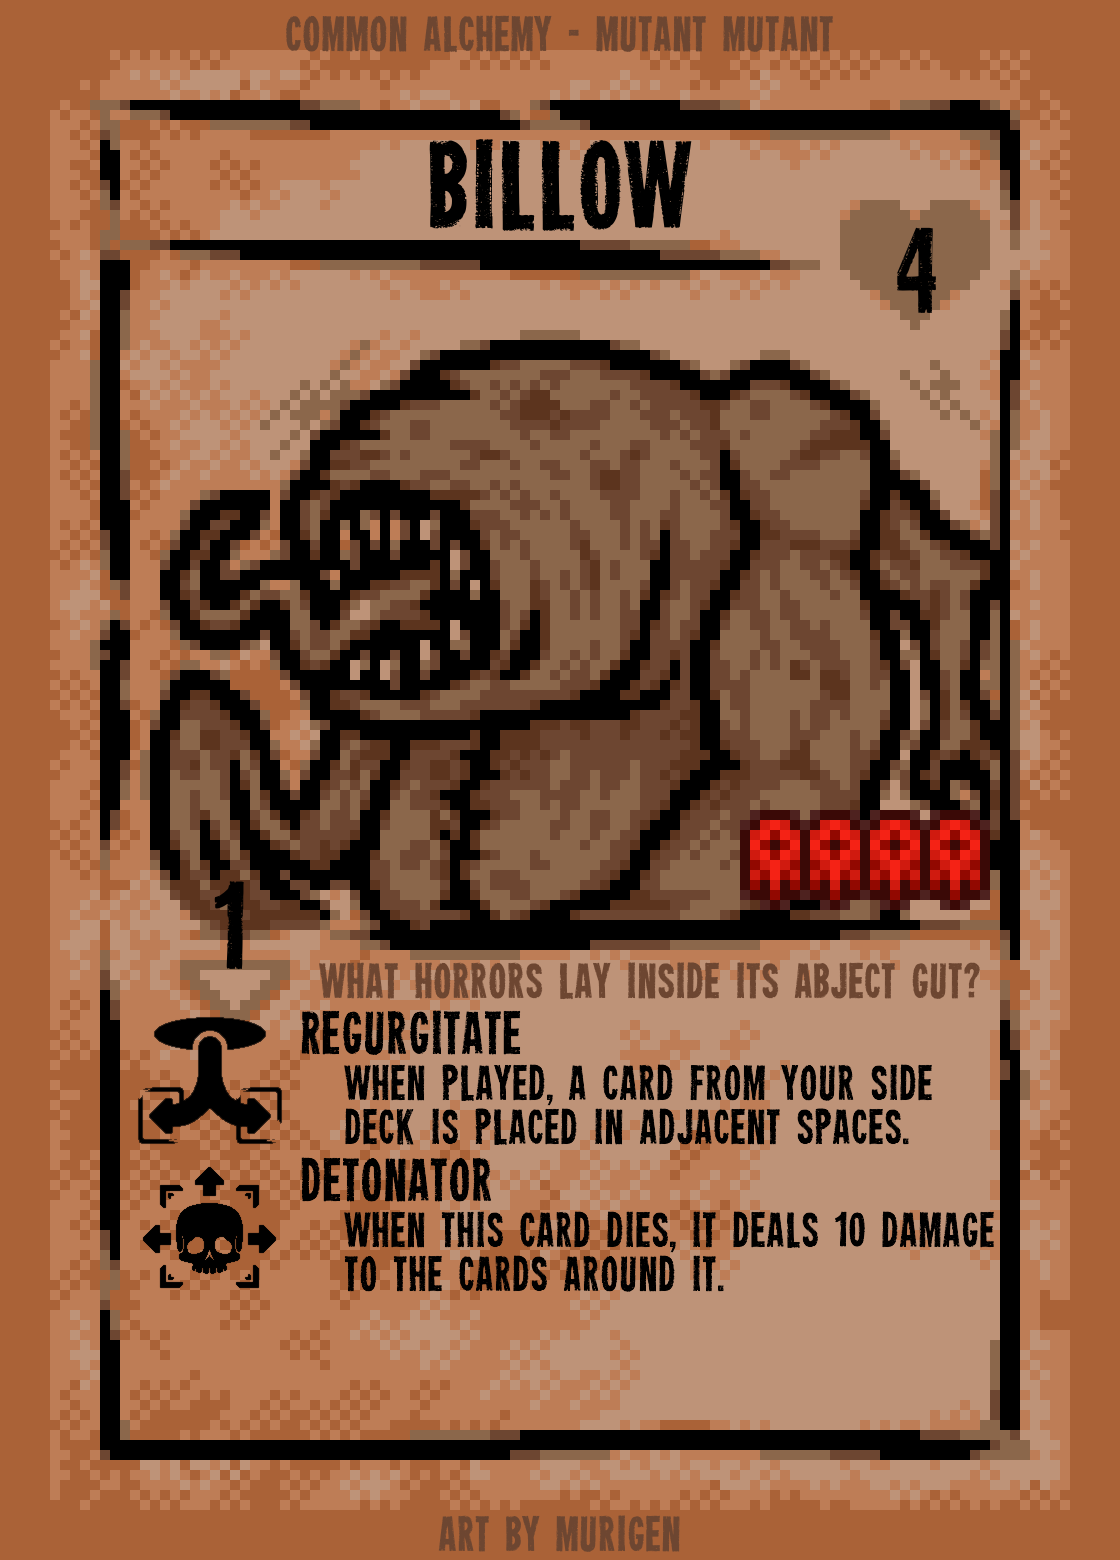 COMMON ALCHEMY - MUTANT MUTANT
BILLOW
4
1
WHAT HORRORS LAY INSIDE ITS ABJECT GUT?
REGURGITATE
WHEN PLAYED, A CARD FROM YOUR SIDE
DECK IS PLACED IN ADJACENT SPACES.
DETONATOR
WHEN THIS CARD DIES, IT DEALS 10 DAMAGE
TO THE CARDS AROUND IT.
ART BY MURIGEN